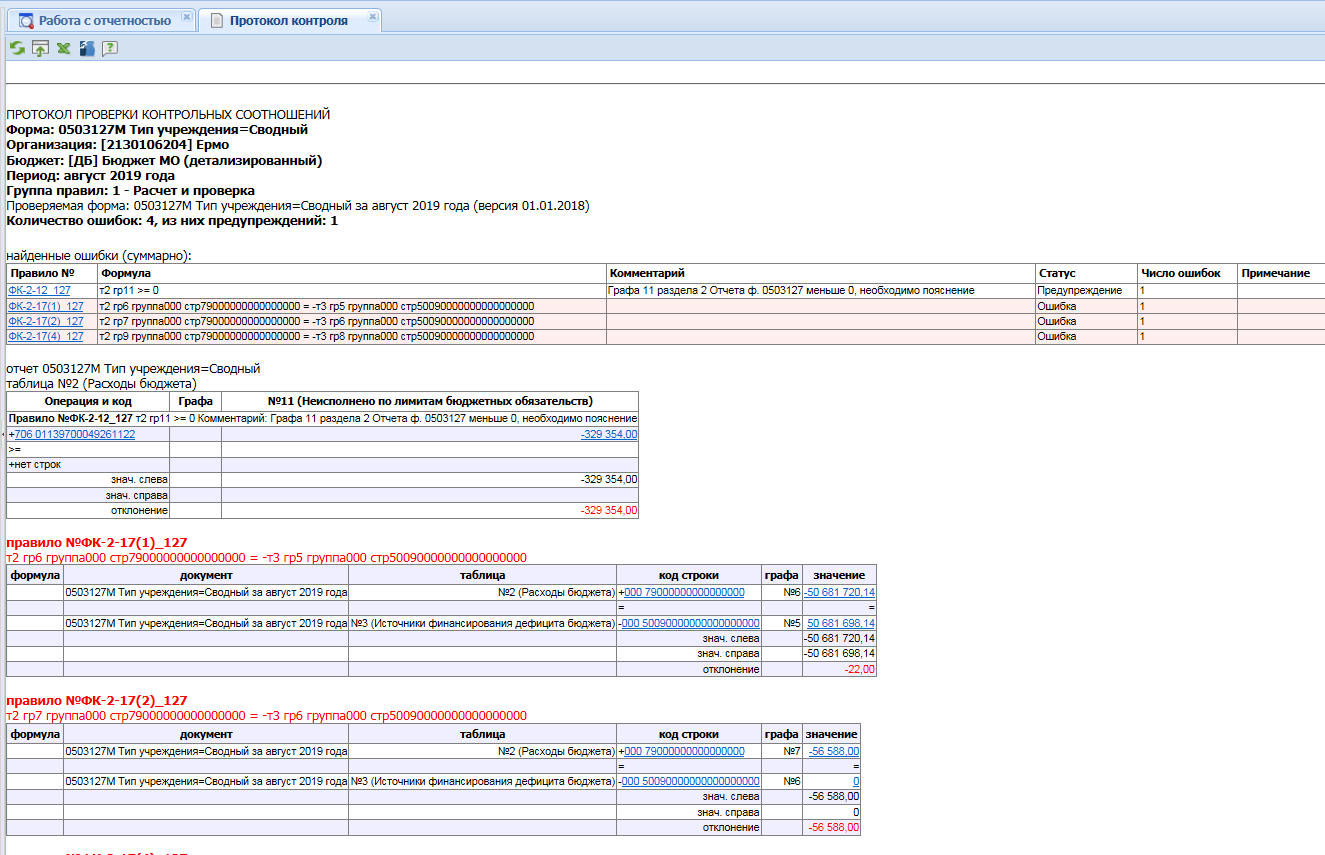 Работа с отчетностью Протокол контроля
ПРОТОКОЛ ПРОВЕРКИ КОНТРОЛЬНЫХ СООТНОШЕНИЙ
Форма: 0503127М Тип учреждения=Сводный
Организация: [2130106204] Ермо
Бюджет: [ДБ] Бюджет МО (детализированный)
Период: август 2019 года
Группа правил: 1 - Расчет и проверка
Проверяемая форма: 0503127М Тип учреждения=Сводный за август 2019 года (версия 01.01.2018)
Количество ошибок: 4, из них предупреждений: 1
найденные ошибки (суммарно):
Правило № Формула Комментарий Статус Число ошибок Примечание
ФК-2-12_127 т2 гр11 >= 0 Графа 11 раздела 2 Отчета ф. 0503127 меньше 0, необходимо пояснение Предупреждение 1
ФК-2-17(1)_127 т2 гр6 группа000 стр79000000000000000 = -т3 гр5 группа000 стр50090000000000000000 Ошибка 1
ФК-2-17(2)_127 т2 гр7 группа000 стр79000000000000000 = -т3 гр6 группа000 стр50090000000000000000 Ошибка 1
ФК-2-17(4)_127 т2 гр9 группа000 стр79000000000000000 = -т3 гр8 группа000 стр50090000000000000000 Ошибка 1
отчет 0503127М Тип учреждения=Сводный
таблица №2 (Расходы бюджета)
Операция и код Графа №11 (Неисполнено по лимитам бюджетных обязательств)
Правило №ФК-2-12_127 т2 гр11 >= 0 Комментарий: Графа 11 раздела 2 Отчета ф. 0503127 меньше 0, необходимо пояснение
+706 01139700049261122 -329 354,00
>=
+нет строк
знач. слева -329 354,00
знач. справа
отклонение -329 354,00
правило №ФК-2-17(1)_127
т2 гр6 группа000 стр79000000000000000 = -т3 гр5 группа000 стр50090000000000000000
формула документ таблица код строки графа значение
0503127М Тип учреждения=Сводный за август 2019 года №2 (Расходы бюджета) +000 79000000000000000 №6 -50 681 720,14
= =
0503127М Тип учреждения=Сводный за август 2019 года №3 (Источники финансирования дефицита бюджета) -000 50090000000000000000 №5 50 681 698,14
знач. слева -50 681 720,14
знач. справа -50 681 698,14
отклонение -22,00
правило №ФК-2-17(2)_127
т2 гр7 группа000 стр79000000000000000 = -т3 гр6 группа000 стр50090000000000000000
формула документ таблица код строки графа значение
0503127М Тип учреждения=Сводный за август 2019 года №2 (Расходы бюджета) +000 79000000000000000 №7 -56 588,00
= =
0503127М Тип учреждения=Сводный за август 2019 года №3 (Источники финансирования дефицита бюджета) -000 50090000000000000000 №6 0
знач. слева -56 588,00
знач. справа 0
отклонение -56 588,00